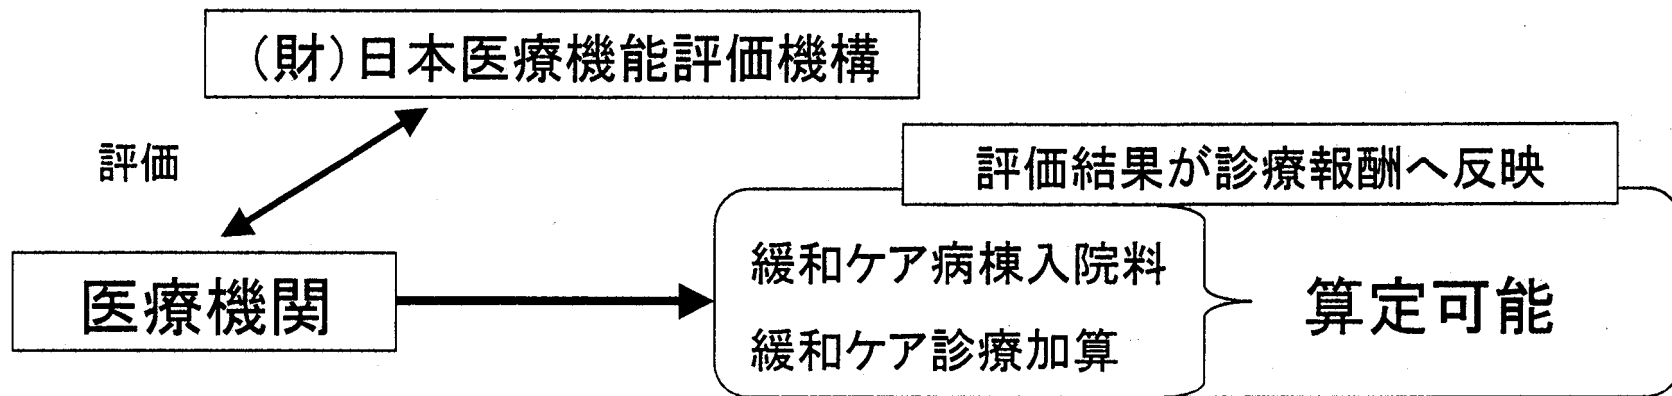 （財）日本医療機能評価機構
評価
評価結果が診療報酬へ反映
医療機関
緩和ケア病棟入院料
緩和ケア診療加算
算定可能